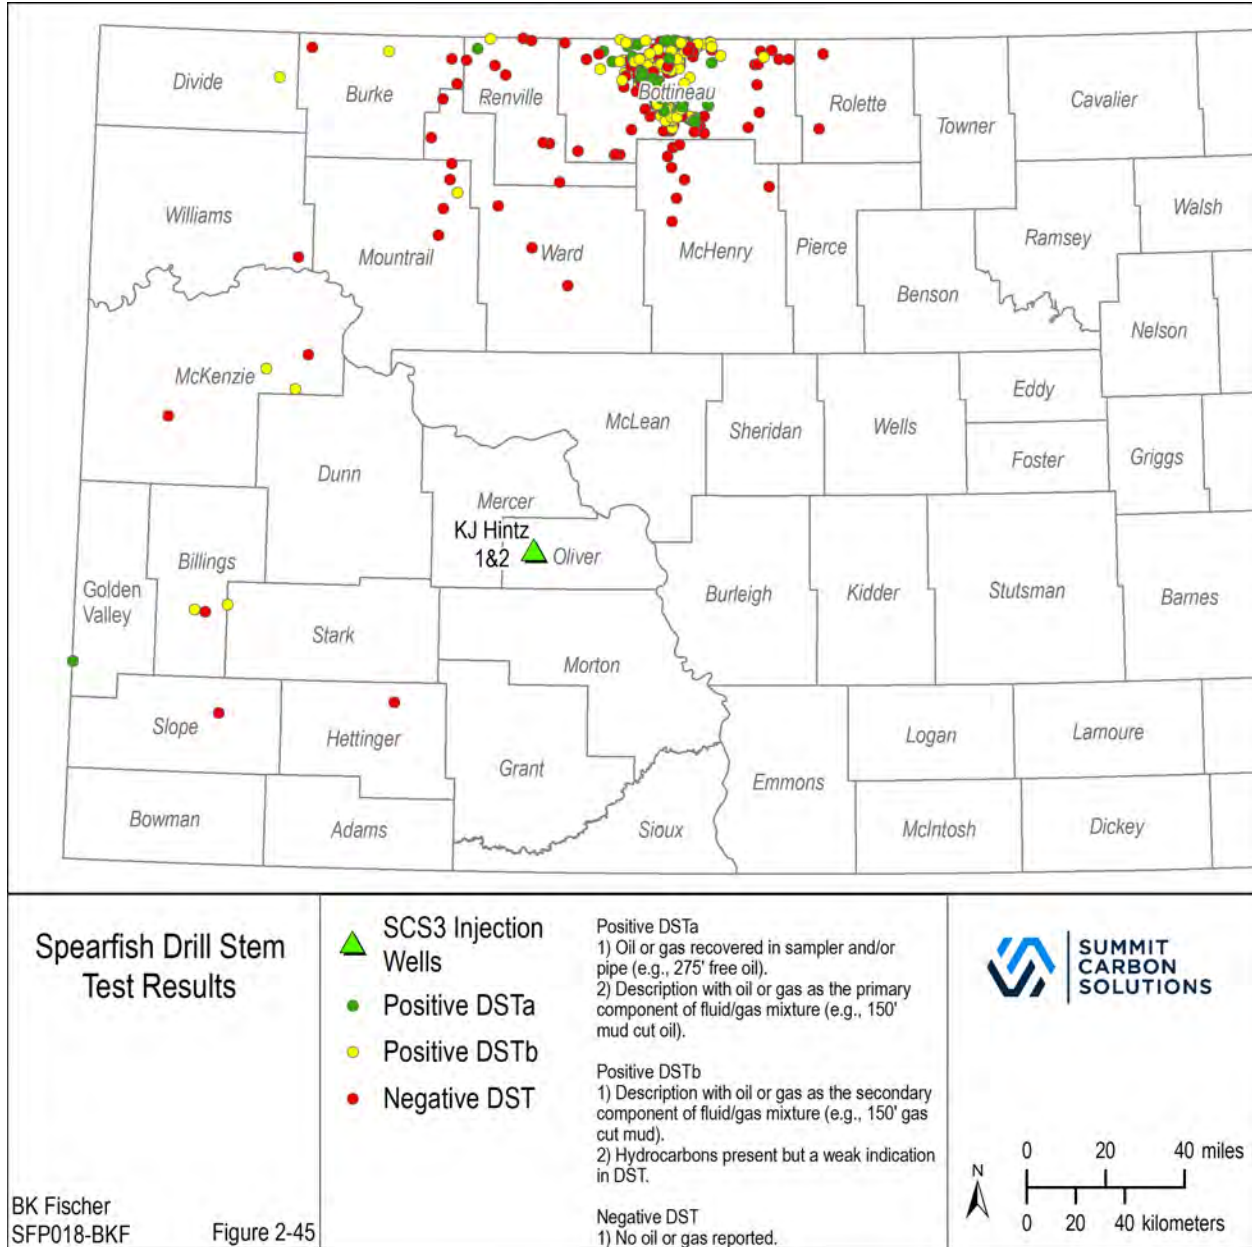 Divide
Burke
Renville
Bottineau
Rolette
Towner
Cavalier
Williams
Mountrail
Ward
McHenry
Pierce
Ramsey
Walsh
Benson
Nelson
McKenzie
McLean
Sheridan
Wells
Eddy
Foster
Griggs
Dunn
Mercer
KJ Hintz
1&2
Oliver
Billings
Golden
Valley
Stark
Morton
Burleigh
Kidder
Stutsman
Barnes
Slope
Hettinger
Grant
Logan
Lamoure
Emmons
Bowman
Adams
Sioux
McIntosh
Dickey
Spearfish Drill Stem
Test Results
BK Fischer
SFP018-BKF
Figure 2-45
SCS3 Injection
Wells
Positive DSTa
Positive DSTb
Negative DST
Positive DSTa
1) Oil or gas recovered in sampler and/or
pipe (e.g., 275' free oil).
2) Description with oil or gas as the primary
component of fluid/gas mixture (e.g., 150'
mud cut oil).
Positive DSTb
1) Description with oil or gas as the secondary
component of fluid/gas mixture (e.g., 150' gas
cut mud).
2) Hydrocarbons present but a weak indication
in DST.
Negative DST
1) No oil or gas reported.
SUMMIT
CARBON
SOLUTIONS
N
0 20 40 miles
0 20 40 kilometers